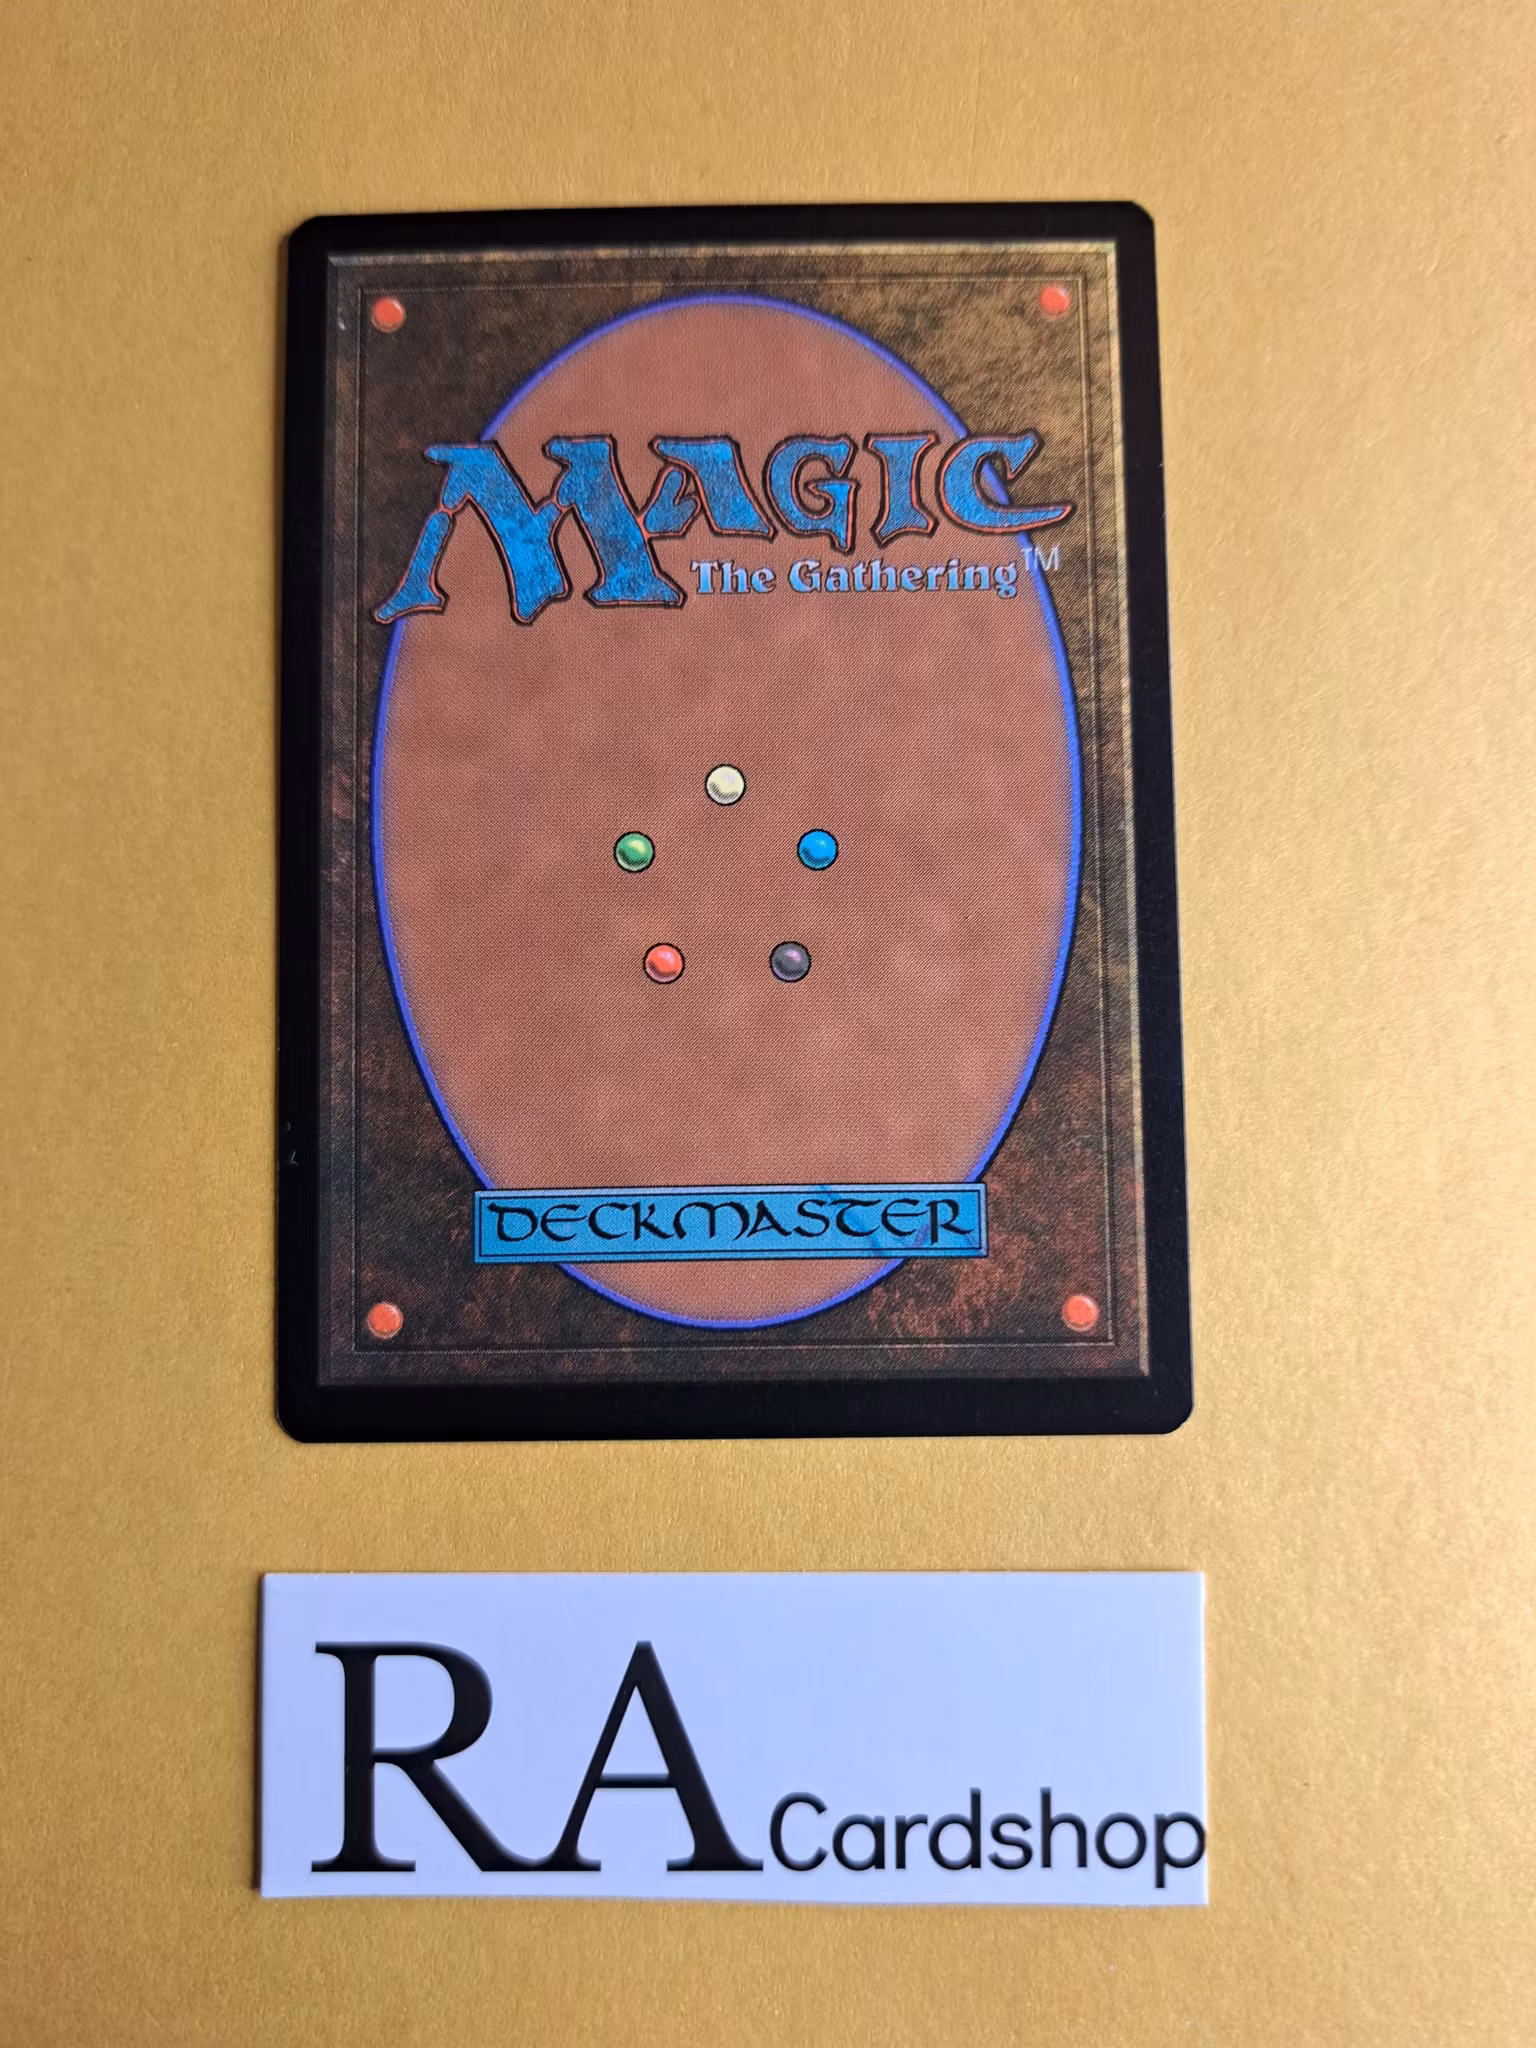 MAGIC
The Gathering™
DECKMASTER
RA Cardshop